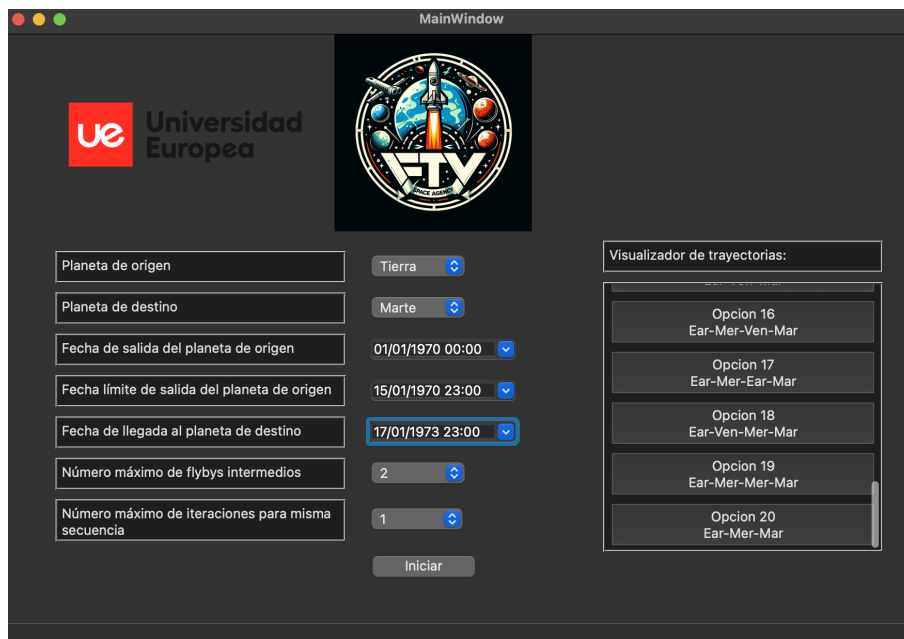 MainWindow
ue Universidad
Europea
FTY
SPACE AGENCY
Planeta de origen
Tierra
Planeta de destino
Marte
Fecha de salida del planeta de origen
01/01/1970 00:00
Fecha límite de salida del planeta de origen
15/01/1970 23:00
Fecha de llegada al planeta de destino
17/01/1973 23:00
Número máximo de flybys intermedios
2
Número máximo de iteraciones para misma
secuencia
1
Iniciar
Visualizador de trayectorias:
Opcion 16
Ear-Mer-Ven-Mar
Opcion 17
Ear-Mer-Ear-Mar
Opcion 18
Ear-Ven-Mer-Mar
Opcion 19
Ear-Mer-Mer-Mar
Opcion 20
Ear-Mer-Mar